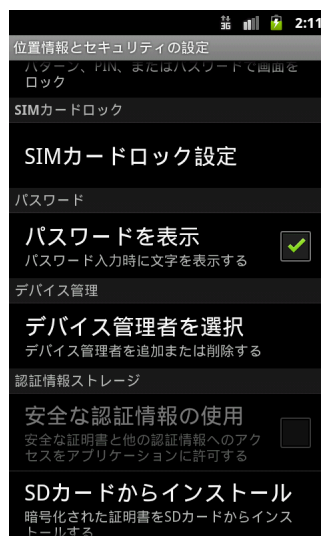 3G 2:11
位置情報とセキュリティの設定
パターン、PIN、またはパスワードで画面を
ロック
SIMカードロック
SIMカードロック設定
パスワード
パスワードを表示
パスワード入力時に文字を表示する
デバイス管理
デバイス管理者を選択
デバイス管理者を追加または削除する
認証情報ストレージ
安全な認証情報の使用
安全な証明書と他の認証情報へのアク
セスをアプリケーションに許可する
SDカードからインストール
暗号化された証明書をSDカードからインス
トールする